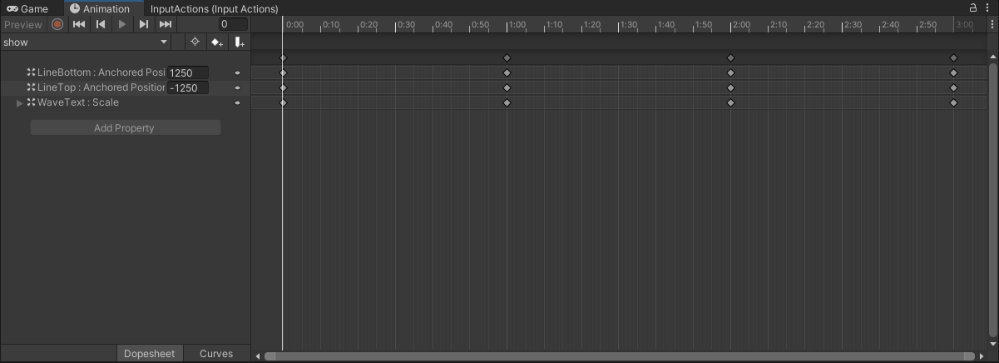 Game Animation InputActions (Input Actions)
Preview 0 0:00 0:10 0:20 0:30 0:40 0:50 1:00 1:10 1:20 1:30 1:40 1:50 2:00 2:10 2:20 2:30 2:40 2:50 3:00
show
LineBottom : Anchored Posi 1250
LineTop : Anchored Position -1250
WaveText : Scale
Add Property
Dopesheet Curves